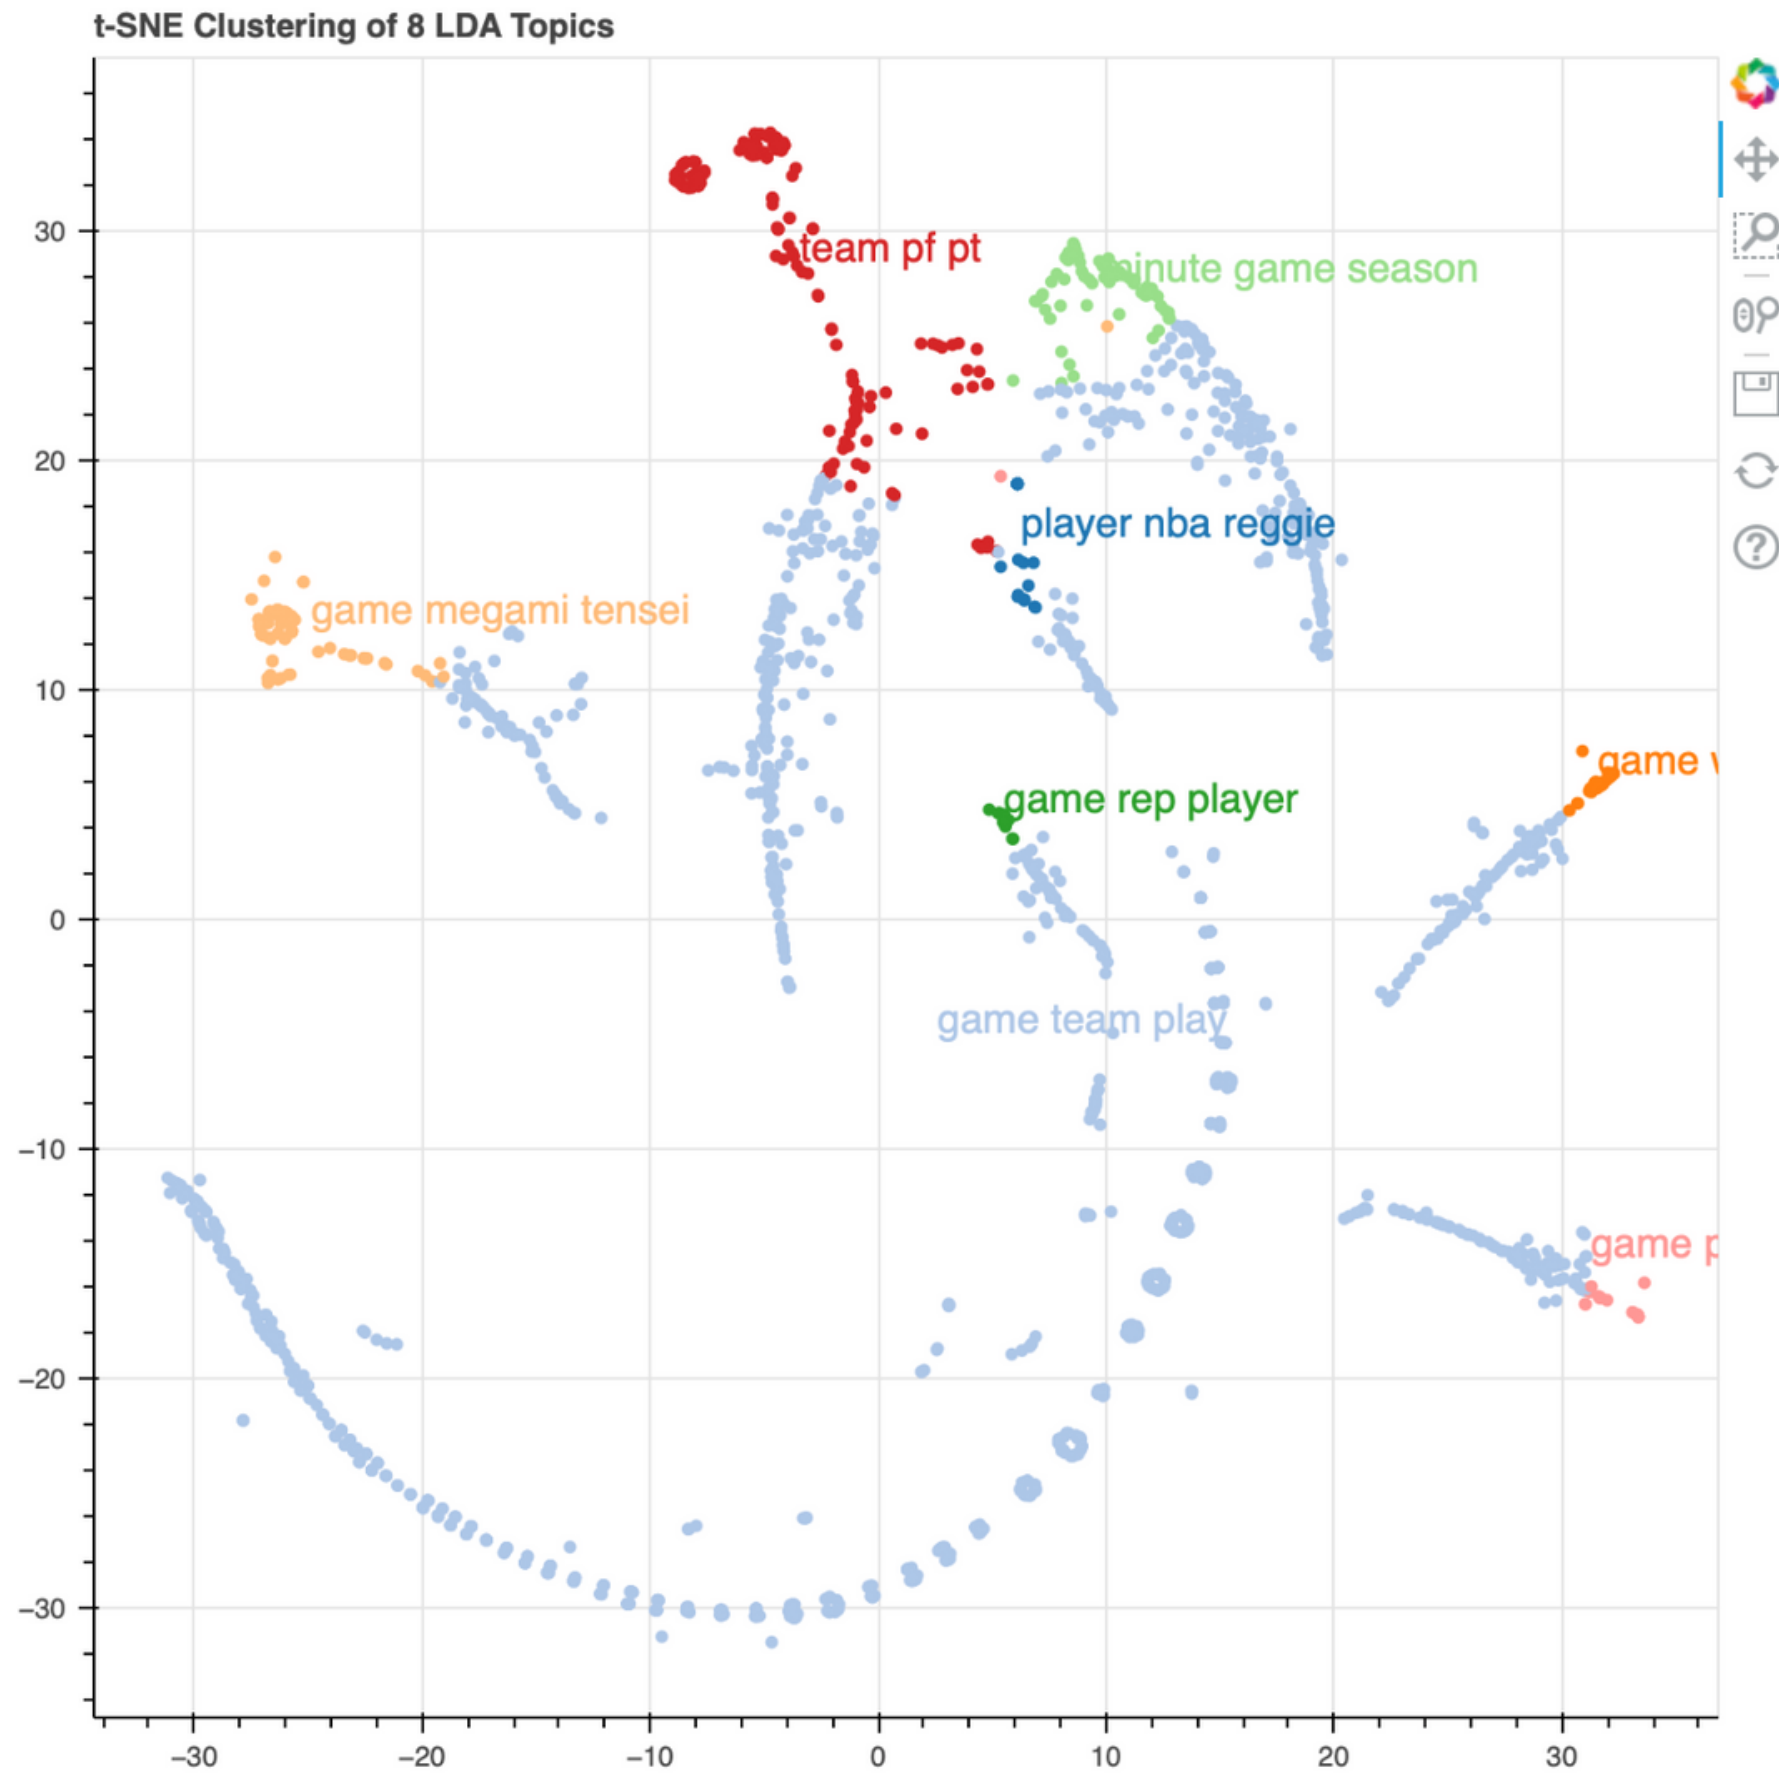 t-SNE Clustering of 8 LDA Topics
30
20
10
0
−10
−20
−30
team pf pt
minute game season
player nba reggie
game megami tensei
game
game rep player
game team play
game
−30
−20
−10
0
10
20
30